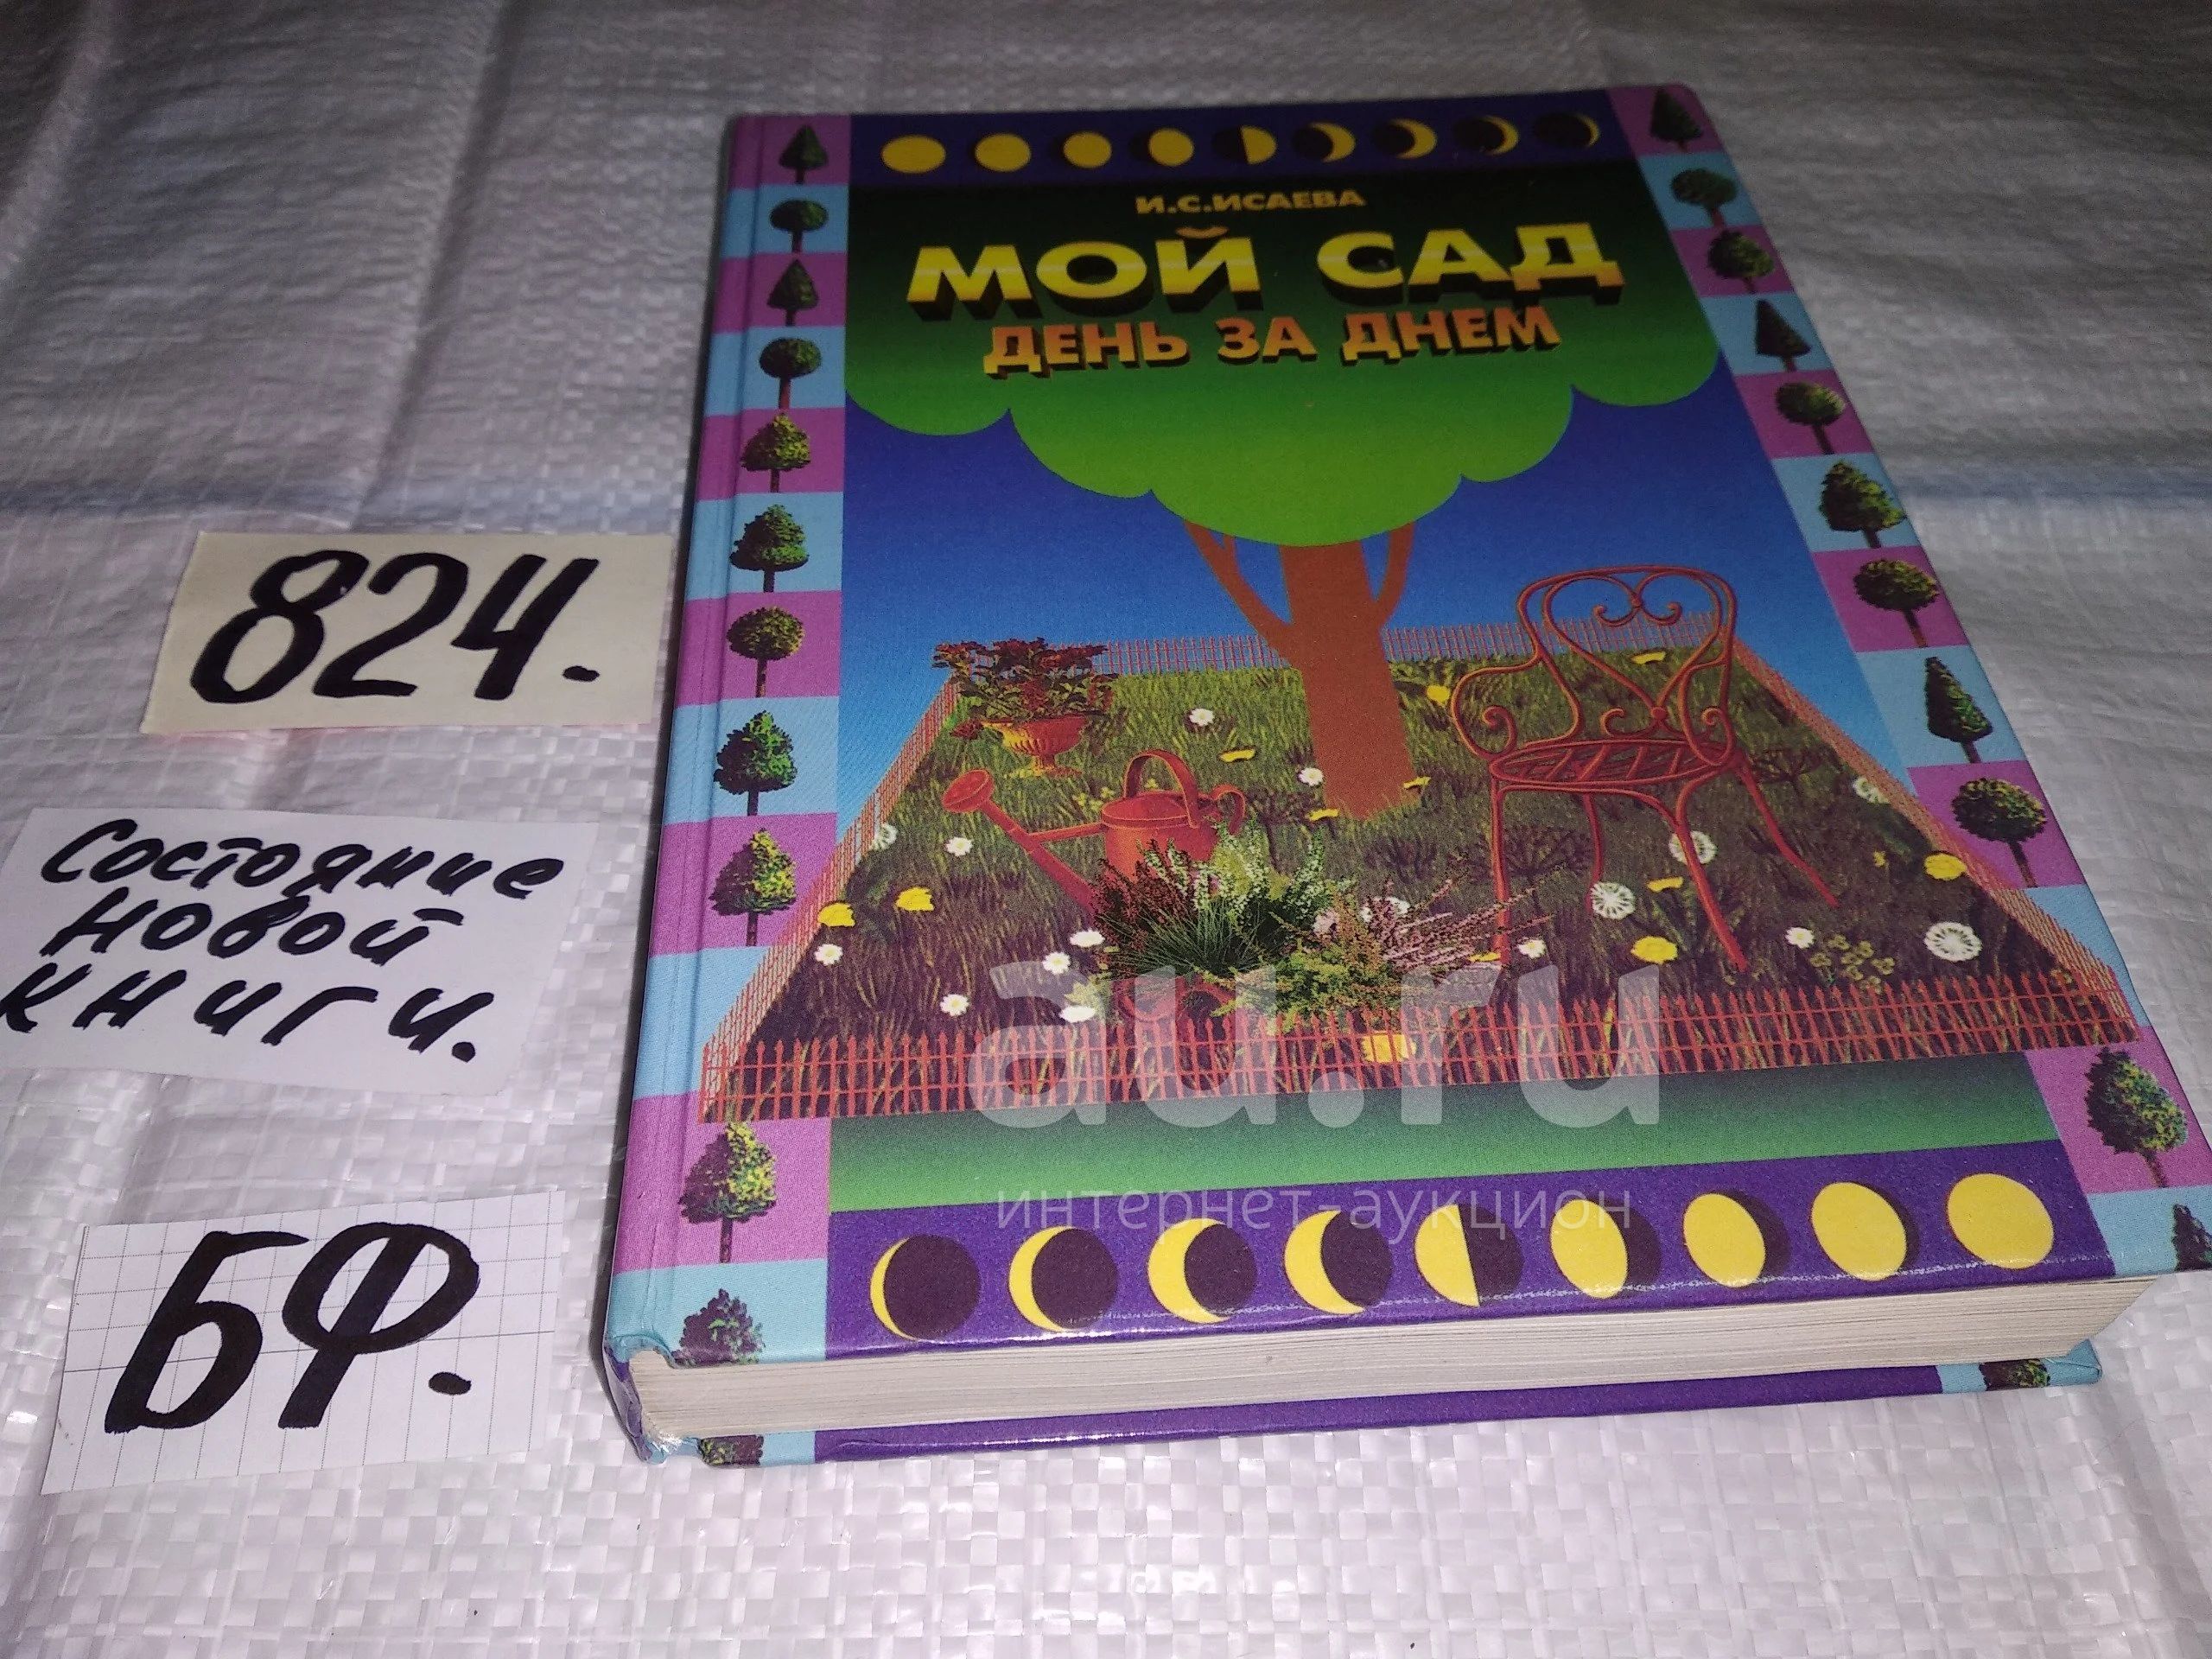 И.С.ИСАЕВА
МОЙ САД
ДЕНЬ ЗА ДНЕМ
824.
Состояние
новой
книги.
БФ.
au.ru
интернет-аукцион